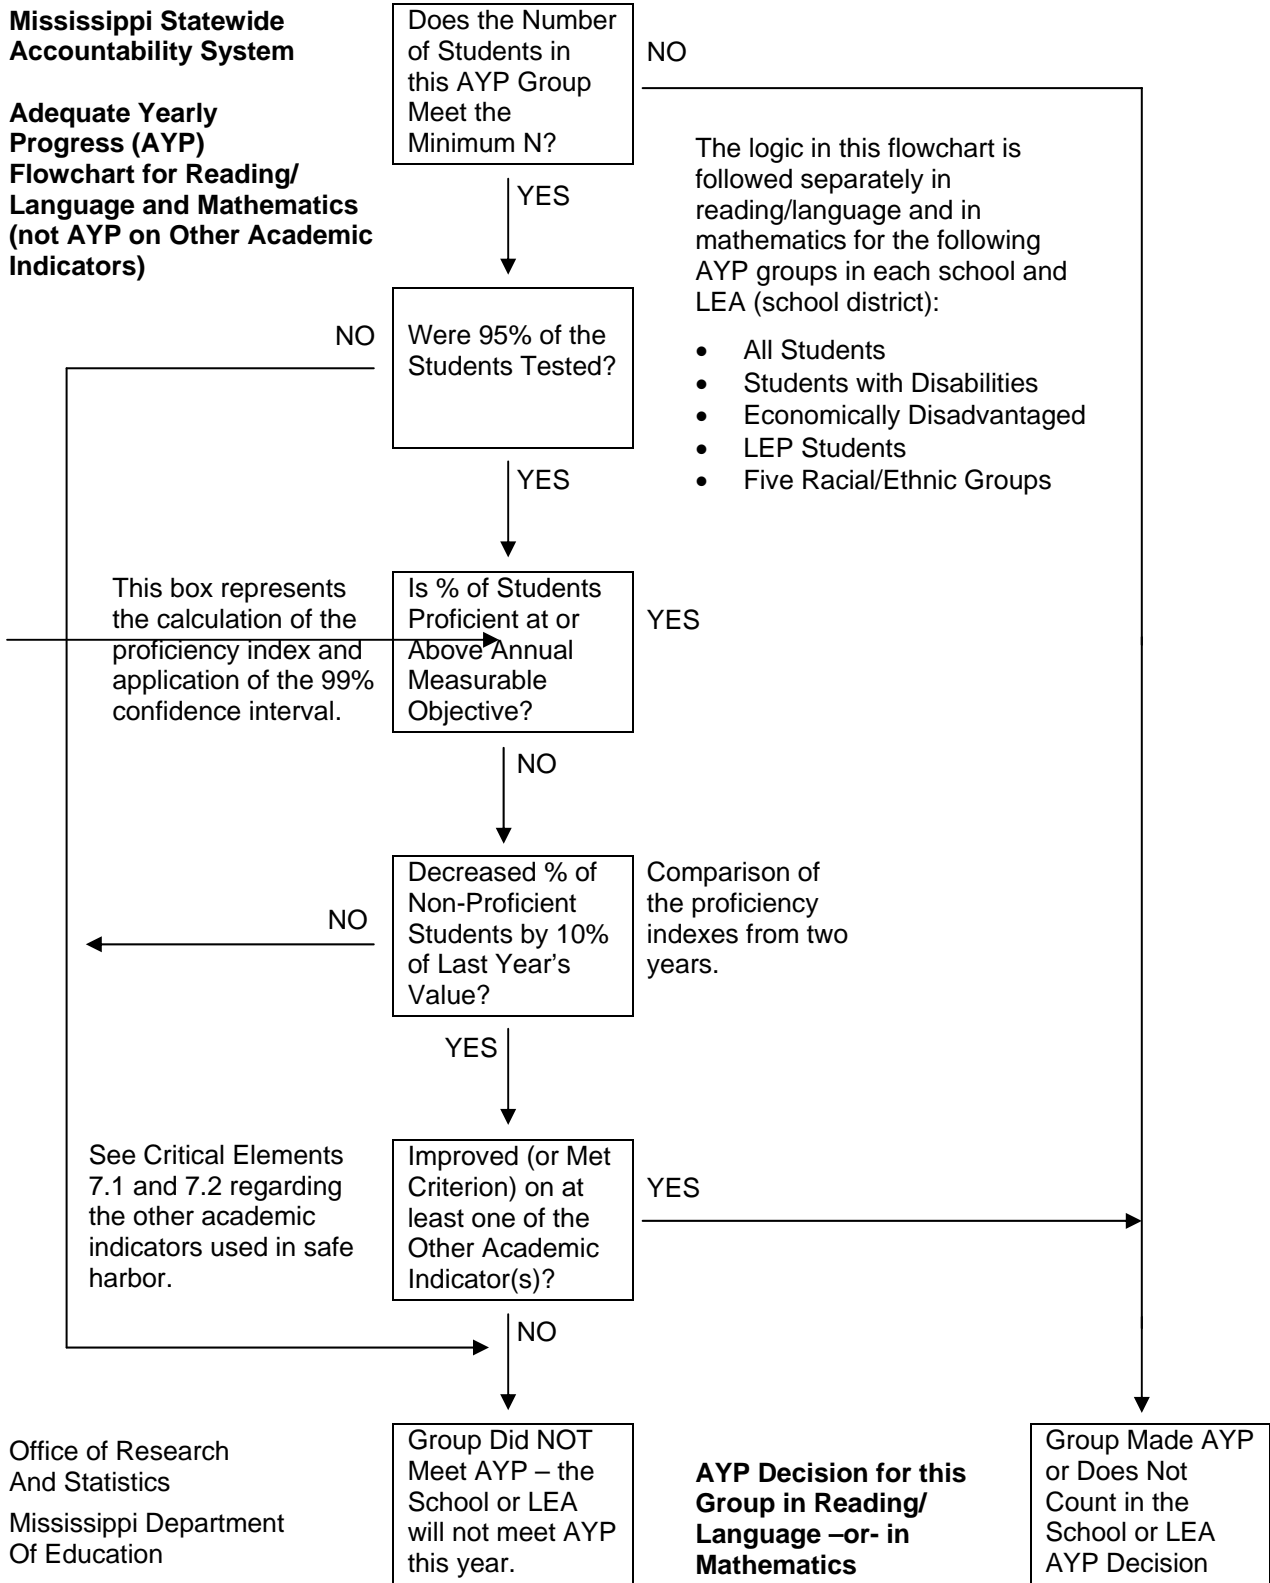 Mississippi Statewide
Accountability System
Adequate Yearly
Progress (AYP)
Flowchart for Reading/
Language and Mathematics
(not AYP on Other Academic
Indicators)
Does the Number
of Students in
this AYP Group
Meet the
Minimum N?
NO
YES
The logic in this flowchart is
followed separately in
reading/language and in
mathematics for the following
AYP groups in each school and
LEA (school district):
• All Students
• Students with Disabilities
• Economically Disadvantaged
• LEP Students
• Five Racial/Ethnic Groups
NO
Were 95% of the
Students Tested?
YES
This box represents
the calculation of the
proficiency index and
application of the 99%
confidence interval.
Is % of Students
Proficient at or
Above Annual
Measurable
Objective?
YES
NO
Decreased % of
Non-Proficient
Students by 10%
of Last Year's
Value?
NO
Comparison of
the proficiency
indexes from two
years.
YES
See Critical Elements
7.1 and 7.2 regarding
the other academic
indicators used in safe
harbor.
Improved (or Met
Criterion) on at
least one of the
Other Academic
Indicator(s)?
YES
NO
Office of Research
And Statistics
Mississippi Department
Of Education
Group Did NOT
Meet AYP – the
School or LEA
will not meet AYP
this year.
AYP Decision for this
Group in Reading/
Language –or- in
Mathematics
Group Made AYP
or Does Not
Count in the
School or LEA
AYP Decision